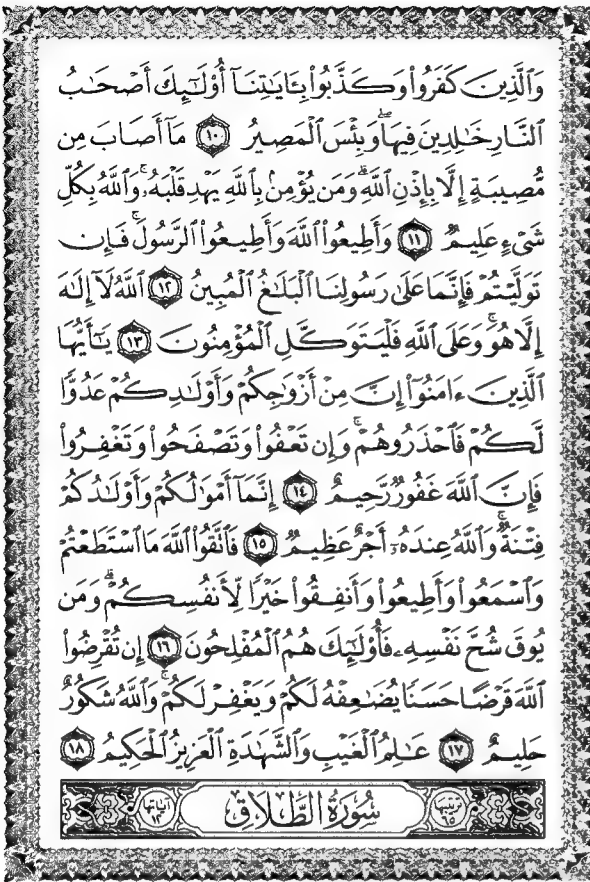 وَٱلَّذِينَ كَفَرُوا۟ وَكَذَّبُوا۟ بِـَٔايَـٰتِنَآ أُو۟لَـٰٓئِكَ أَصْحَـٰبُ
ٱلنَّارِ خَـٰلِدِينَ فِيهَا ۖ وَبِئْسَ ٱلْمَصِيرُ ١٠ مَآ أَصَابَ مِن
مُّصِيبَةٍ إِلَّا بِإِذْنِ ٱللَّهِ ۗ وَمَن يُؤْمِنۢ بِٱللَّهِ يَهْدِ قَلْبَهُۥ ۚ وَٱللَّهُ بِكُلِّ
شَىْءٍ عَلِيمٌ ١١ وَأَطِيعُوا۟ ٱللَّهَ وَأَطِيعُوا۟ ٱلرَّسُولَ ۚ فَإِن
تَوَلَّيْتُمْ فَإِنَّمَا عَلَىٰ رَسُولِنَا ٱلْبَلَـٰغُ ٱلْمُبِينُ ١٢ ٱللَّهُ لَآ إِلَـٰهَ
إِلَّا هُوَ ۚ وَعَلَى ٱللَّهِ فَلْيَتَوَكَّلِ ٱلْمُؤْمِنُونَ ١٣ يَـٰٓأَيُّهَا
ٱلَّذِينَ ءَامَنُوٓا۟ إِنَّ مِنْ أَزْوَٰجِكُمْ وَأَوْلَـٰدِكُمْ عَدُوًّا
لَّكُمْ فَٱحْذَرُوهُمْ ۚ وَإِن تَعْفُوا۟ وَتَصْفَحُوا۟ وَتَغْفِرُوا۟
فَإِنَّ ٱللَّهَ غَفُورٌ رَّحِيمٌ ١٤ إِنَّمَآ أَمْوَٰلُكُمْ وَأَوْلَـٰدُكُمْ
فِتْنَةٌ ۚ وَٱللَّهُ عِندَهُۥٓ أَجْرٌ عَظِيمٌ ١٥ فَٱتَّقُوا۟ ٱللَّهَ مَا ٱسْتَطَعْتُمْ
وَٱسْمَعُوا۟ وَأَطِيعُوا۟ وَأَنفِقُوا۟ خَيْرًا لِّأَنفُسِكُمْ ۗ وَمَن
يُوقَ شُحَّ نَفْسِهِۦ فَأُو۟لَـٰٓئِكَ هُمُ ٱلْمُفْلِحُونَ ١٦ إِن تُقْرِضُوا۟
ٱللَّهَ قَرْضًا حَسَنًا يُضَـٰعِفْهُ لَكُمْ وَيَغْفِرْ لَكُمْ ۚ وَٱللَّهُ شَكُورٌ
حَلِيمٌ ١٧ عَـٰلِمُ ٱلْغَيْبِ وَٱلشَّهَـٰدَةِ ٱلْعَزِيزُ ٱلْحَكِيمُ ١٨
سُورَةُ الطَّلَاقِ